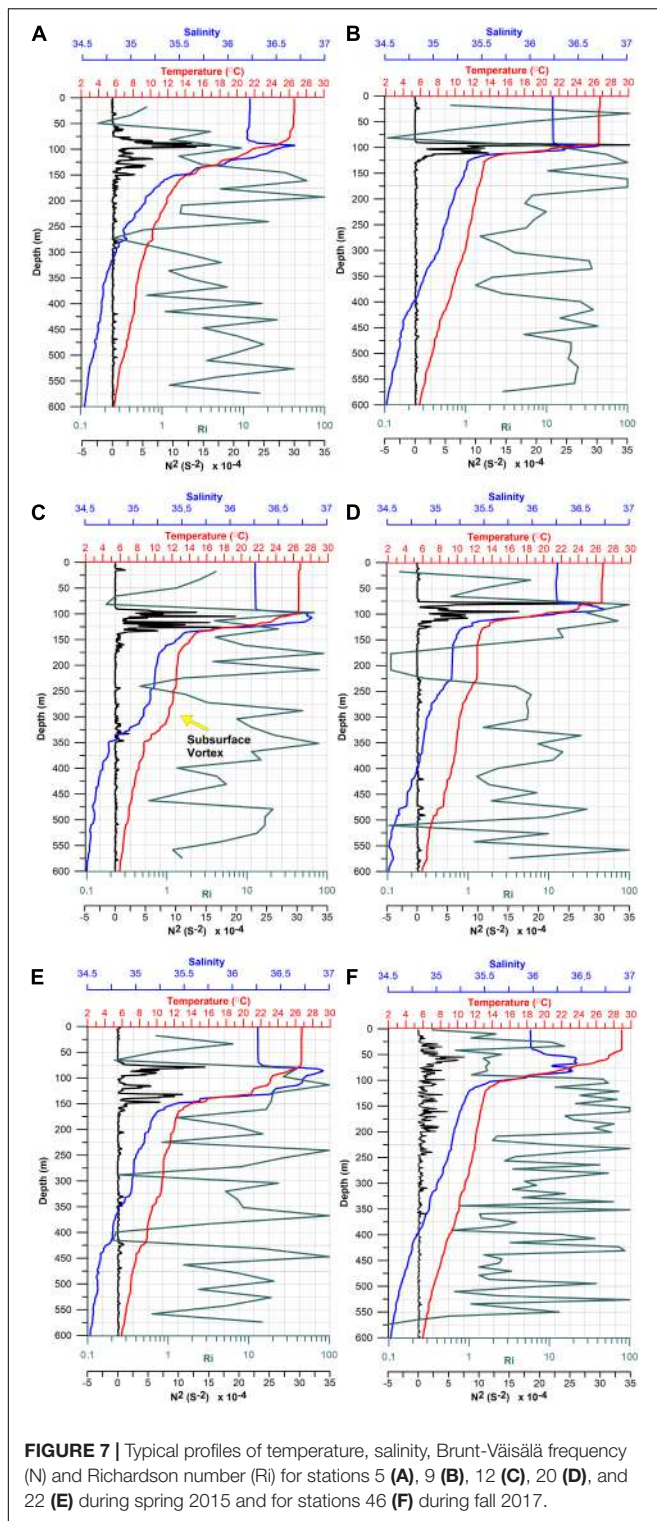 A
Salinity
34.5 35 35.5 36 36.5 37
Temperature (°C)
2 4 6 8 10 12 14 16 18 20 22 24 26 28 30
Depth (m)
0
50
100
150
200
250
300
350
400
450
500
550
600
0.1 1 10 100
Ri
-5 0 5 10 15 20 25 30 35
N² (S⁻²) x 10⁻⁴
B
Salinity
34.5 35 35.5 36 36.5 37
Temperature (°C)
2 4 6 8 10 12 14 16 18 20 22 24 26 28 30
Depth (m)
0
50
100
150
200
250
300
350
400
450
500
550
600
0.1 1 10 100
Ri
-5 0 5 10 15 20 25 30 35
N² (S⁻²) x 10⁻⁴
C
Salinity
34.5 35 35.5 36 36.5 37
Temperature (°C)
2 4 6 8 10 12 14 16 18 20 22 24 26 28 30
Depth (m)
0
50
100
150
200
250
300
350
400
450
500
550
600
Subsurface
Vortex
0.1 1 10 100
Ri
-5 0 5 10 15 20 25 30 35
N² (S⁻²) x 10⁻⁴
D
Salinity
34.5 35 35.5 36 36.5 37
Temperature (°C)
2 4 6 8 10 12 14 16 18 20 22 24 26 28 30
Depth (m)
0
50
100
150
200
250
300
350
400
450
500
550
600
0.1 1 10 100
Ri
-5 0 5 10 15 20 25 30 35
N² (S⁻²) x 10⁻⁴
E
Salinity
34.5 35 35.5 36 36.5 37
Temperature (°C)
2 4 6 8 10 12 14 16 18 20 22 24 26 28 30
Depth (m)
0
50
100
150
200
250
300
350
400
450
500
550
600
0.1 1 10 100
Ri
-5 0 5 10 15 20 25 30 35
N² (S⁻²) x 10⁻⁴
F
Salinity
34.5 35 35.5 36 36.5 37
Temperature (°C)
2 4 6 8 10 12 14 16 18 20 22 24 26 28 30
Depth (m)
0
50
100
150
200
250
300
350
400
450
500
550
600
0.1 1 10 100
Ri
-5 0 5 10 15 20 25 30 35
N² (S⁻²) x 10⁻⁴
FIGURE 7 | Typical profiles of temperature, salinity, Brunt-Väisälä frequency
(N) and Richardson number (Ri) for stations 5 (A), 9 (B), 12 (C), 20 (D), and
22 (E) during spring 2015 and for stations 46 (F) during fall 2017.